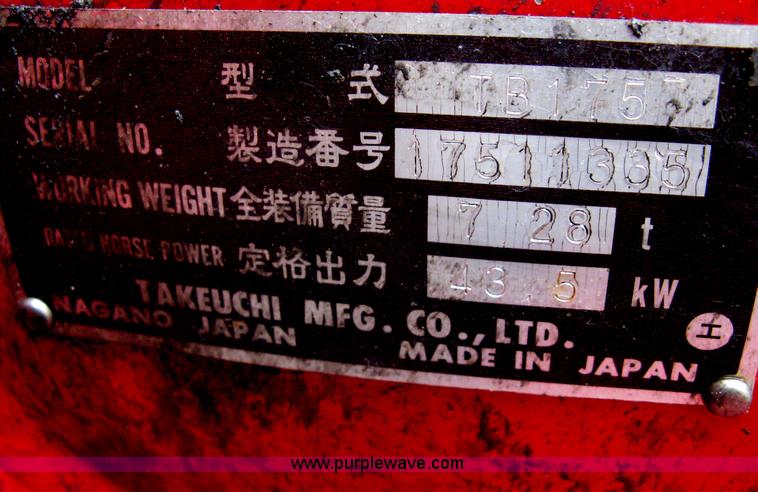 MODEL 型 式 TB175
SERIAL NO. 製造番号 17511335
WORKING WEIGHT 全装備質量 7 28 t
RATED HORSE POWER 定格出力 43.5 kW
TAKEUCHI MFG. CO., LTD. 工
NAGANO JAPAN MADE IN JAPAN
www.purplewave.com